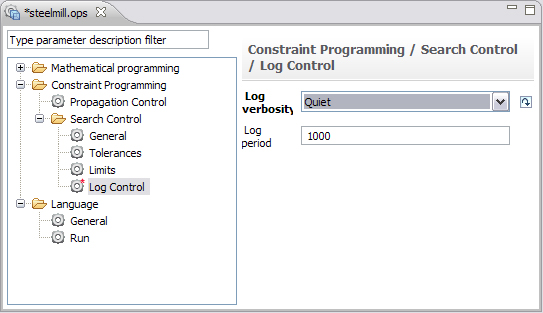 *steelmill.ops
Type parameter description filter
Mathematical programming
Constraint Programming
Propagation Control
Search Control
General
Tolerances
Limits
Log Control
Language
General
Run
Constraint Programming / Search Control
/ Log Control
Log
verbosity
Quiet
Log
period
1000